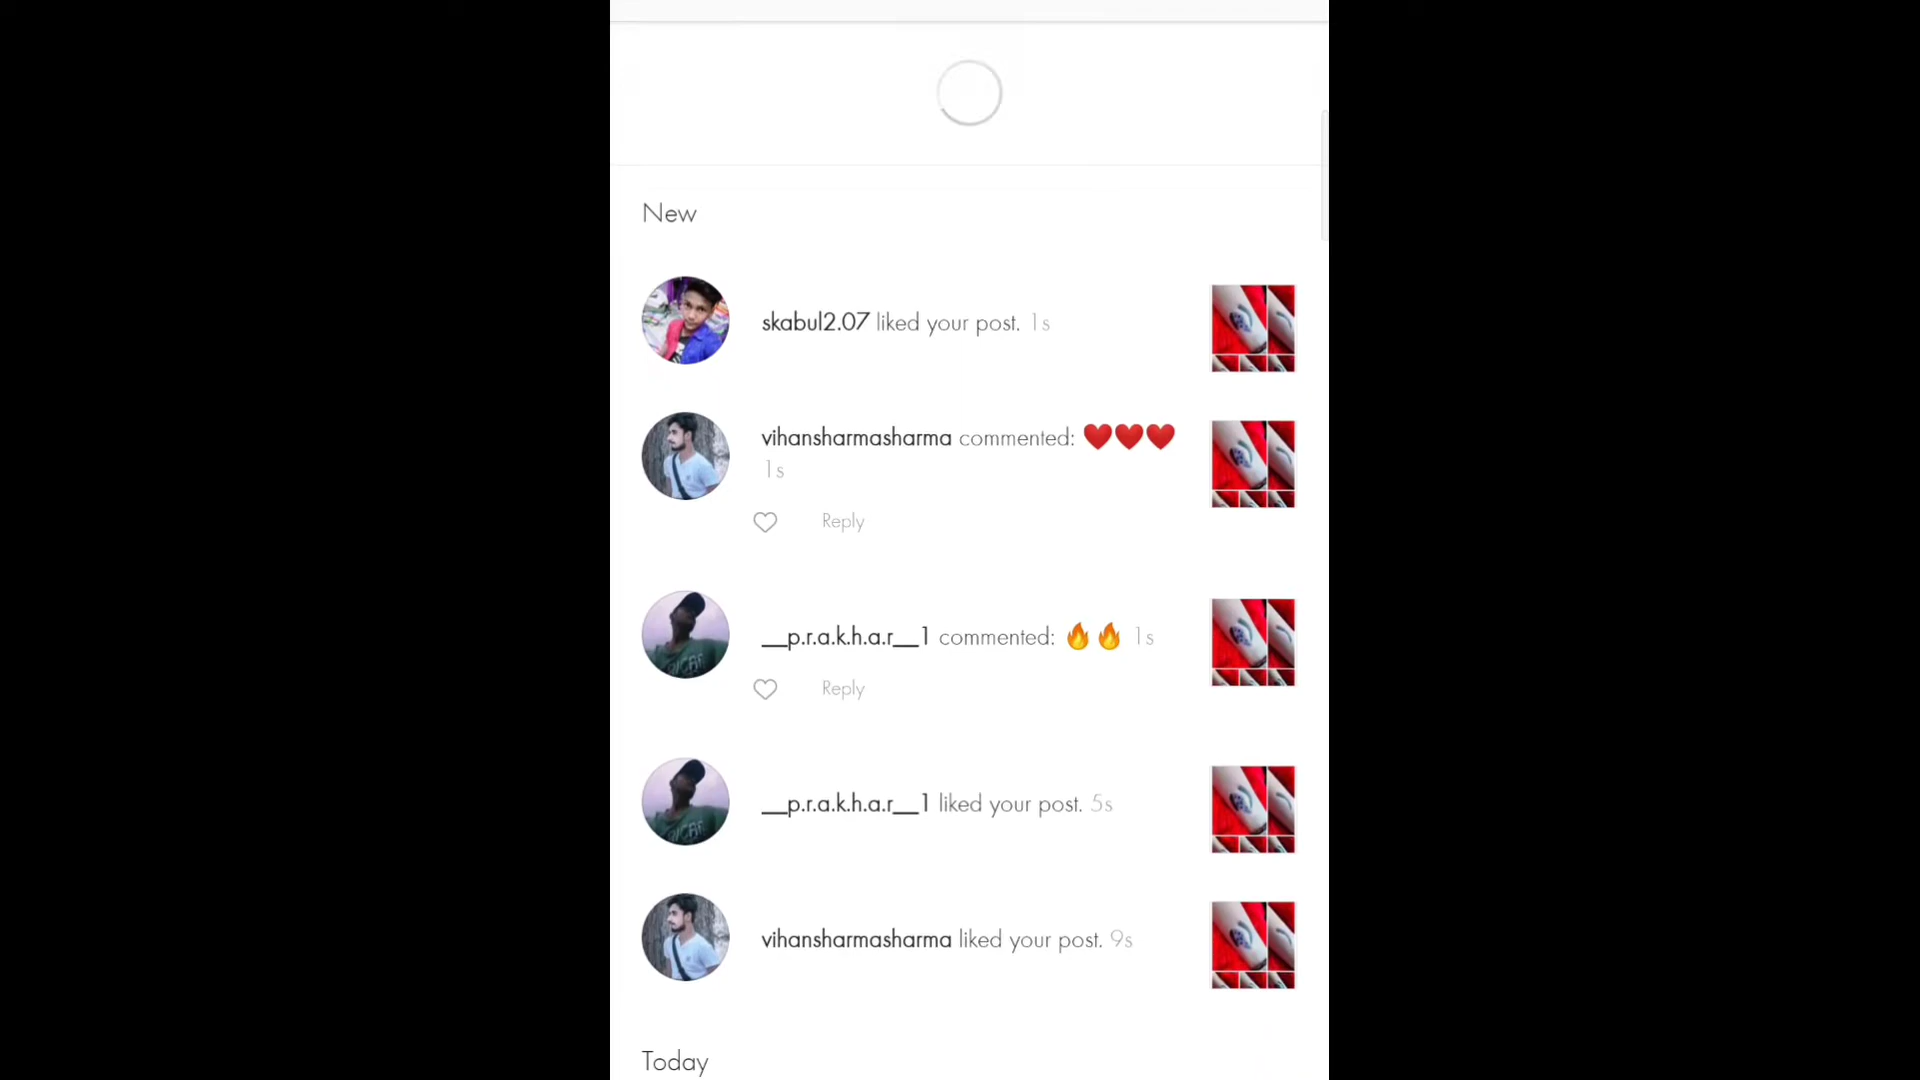 New
skabul2.07 liked your post. 1s
vihansharmasharma commented: ❤️❤️❤️
1s
Reply
__p.r.a.k.h.a.r__1 commented: 🔥🔥 1s
Reply
__p.r.a.k.h.a.r__1 liked your post. 5s
vihansharmasharma liked your post. 9s
Today